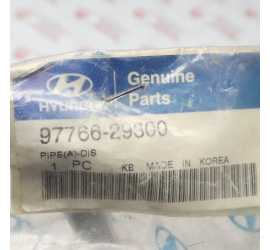 HYUNDAI
Genuine
Parts
97766-29300
PIPE(A)-DIS
1 PC KB MADE IN KOREA